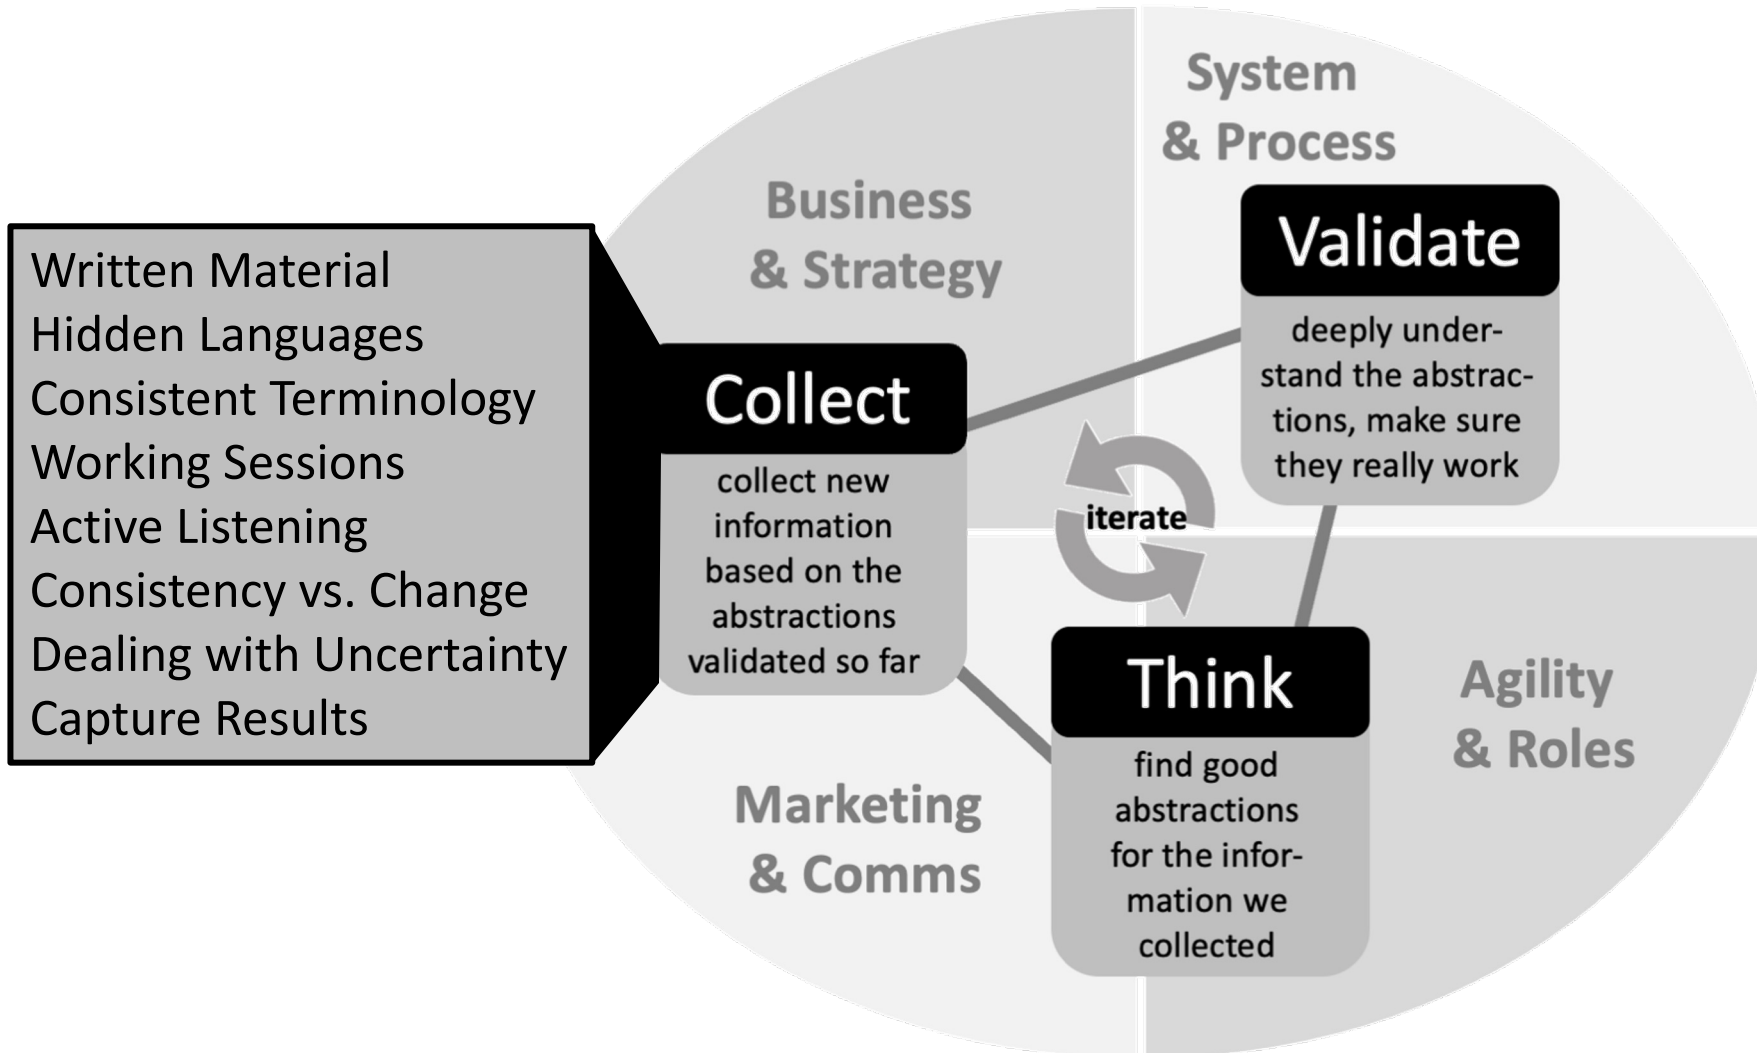 Written Material
Hidden Languages
Consistent Terminology
Working Sessions
Active Listening
Consistency vs. Change
Dealing with Uncertainty
Capture Results
Business
& Strategy
System
& Process
Collect
collect new
information
based on the
abstractions
validated so far
Validate
deeply under-
stand the abstrac-
tions, make sure
they really work
iterate
Think
find good
abstractions
for the infor-
mation we
collected
Marketing
& Comms
Agility
& Roles